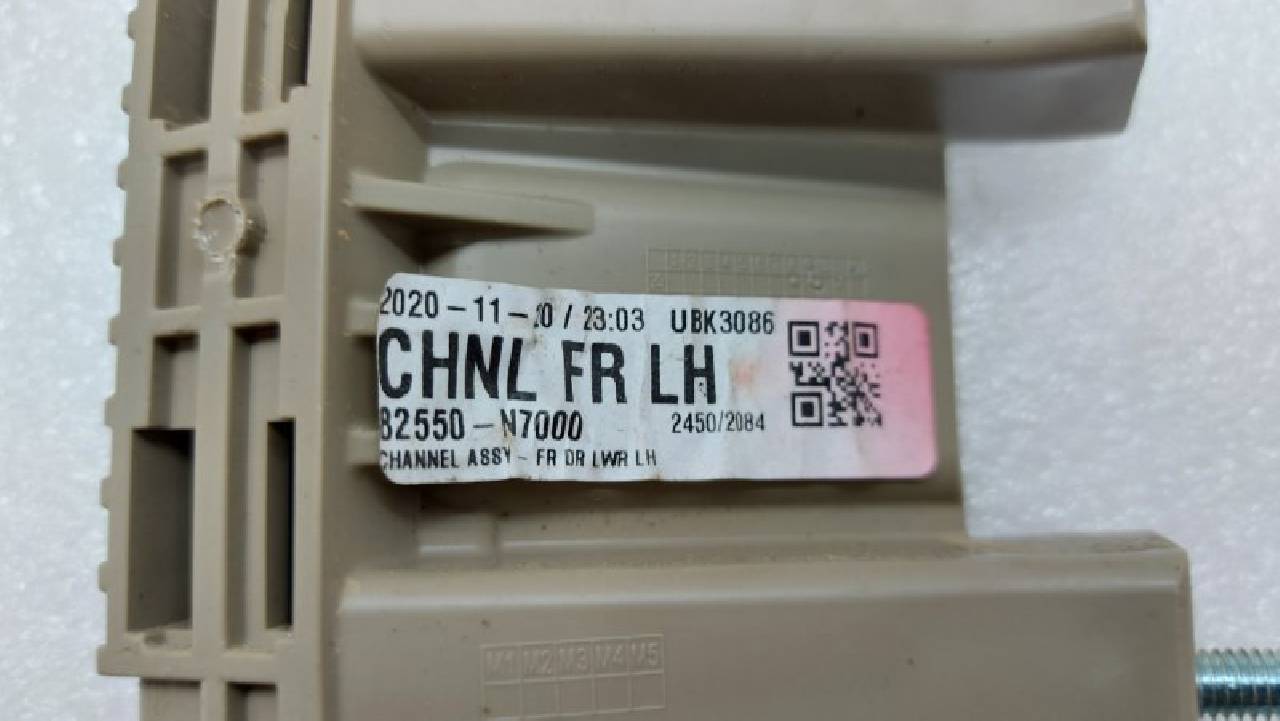 2020-11-20 / 23:03 UBK3086
CHNL FR LH
82550-N7000 2450/2084
CHANNEL ASSY - FR DR LWR LH
M1 M2 M3 M4 M5